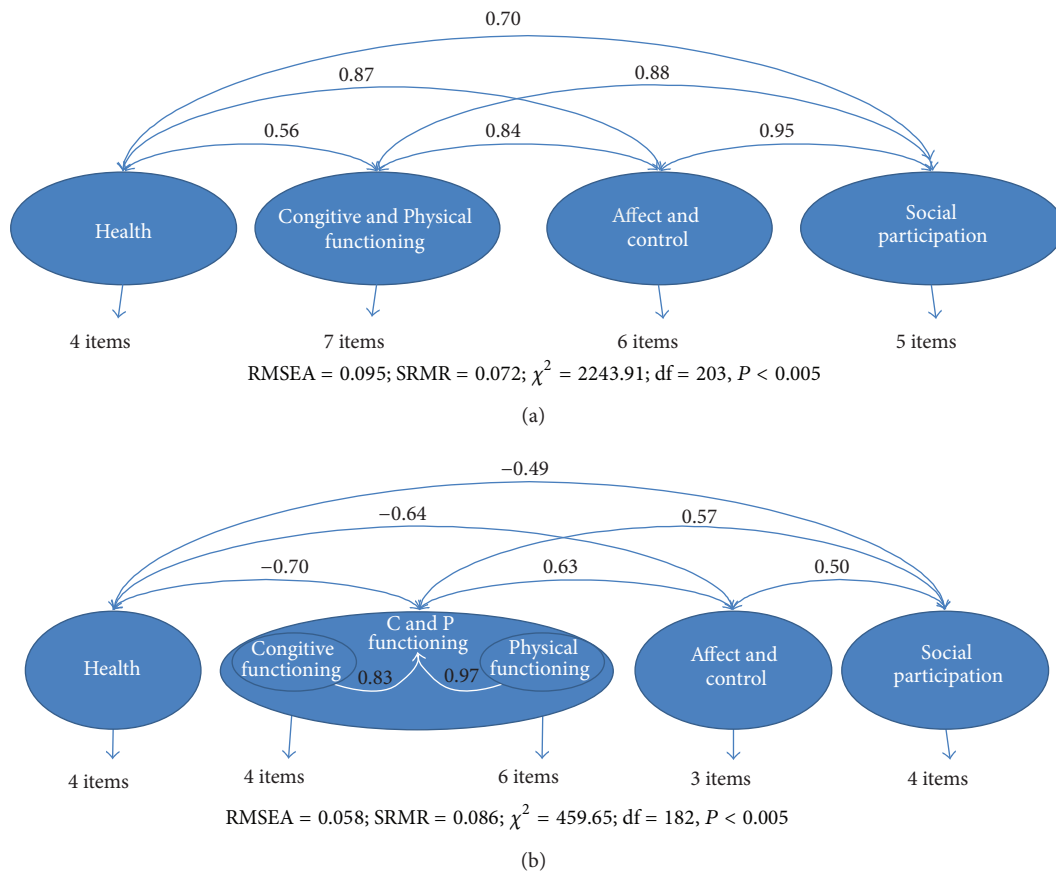 0.70
0.87
0.88
0.56
0.84
0.95
Health
Congitive and Physical
functioning
Affect and
control
Social
participation
4 items
7 items
6 items
5 items
RMSEA = 0.095; SRMR = 0.072; χ² = 2243.91; df = 203, P < 0.005
(a)
−0.49
−0.64
0.57
−0.70
0.63
0.50
Health
C and P
functioning
Congitive
functioning
Physical
functioning
0.83
0.97
Affect and
control
Social
participation
4 items
4 items
6 items
3 items
4 items
RMSEA = 0.058; SRMR = 0.086; χ² = 459.65; df = 182, P < 0.005
(b)